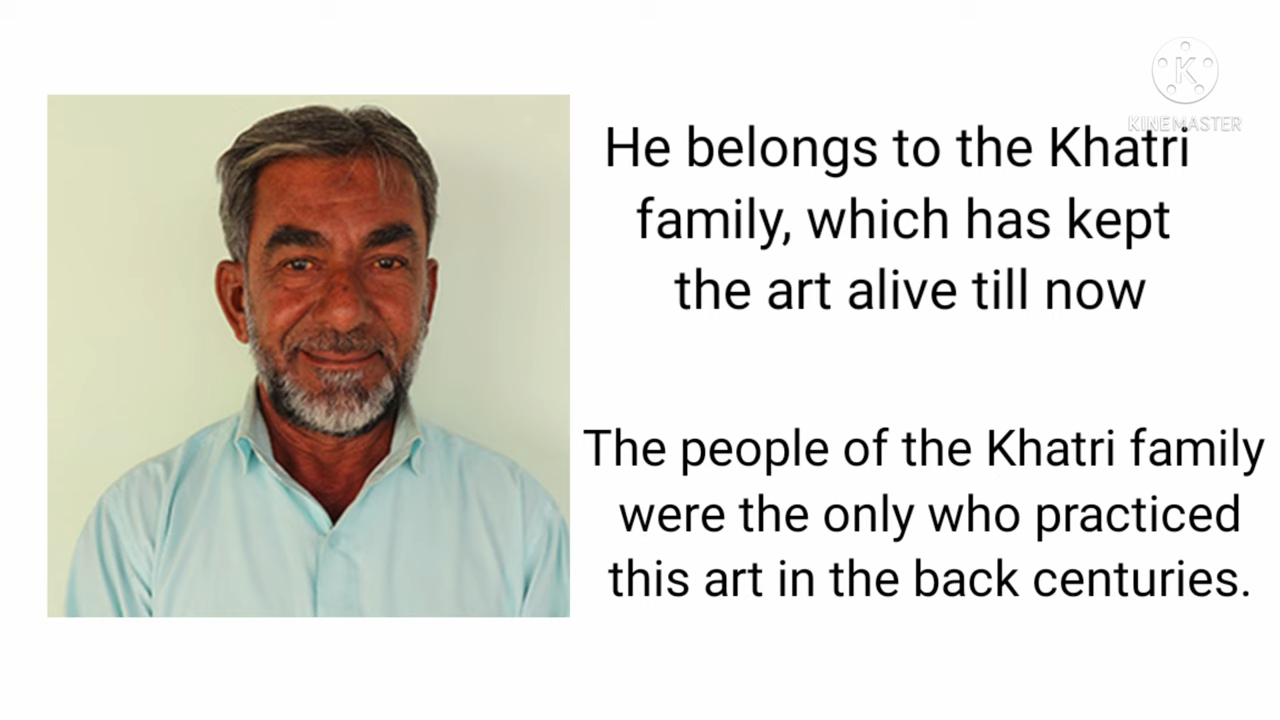 KINEMASTER
He belongs to the Khatri
family, which has kept
the art alive till now
The people of the Khatri family
were the only who practiced
this art in the back centuries.